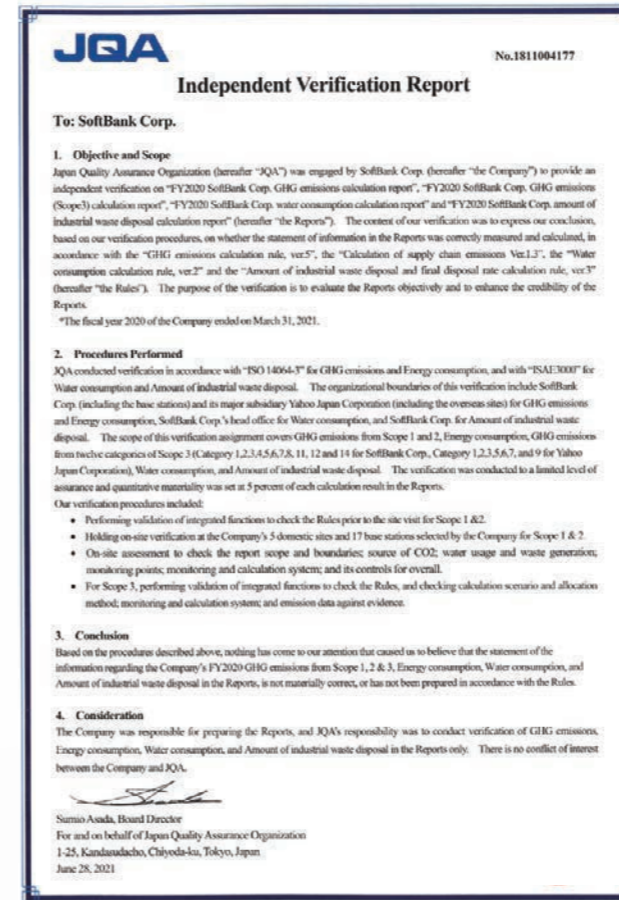 JQA
No.1811004177
Independent Verification Report
To: SoftBank Corp.
1. Objective and Scope
Japan Quality Assurance Organization (hereafter "JQA") was engaged by SoftBank Corp. (hereafter "the Company") to provide an
independent verification on "FY2020 SoftBank Corp. GHG emissions calculation report", "FY2020 SoftBank Corp. GHG emissions
(Scope3) calculation report", "FY2020 SoftBank Corp. water consumption calculation report" and "FY2020 SoftBank Corp. amount of
industrial waste disposal calculation report" (hereafter "the Reports"). The content of our verification was to express our conclusion,
based on our verification procedures, on whether the statement of information in the Reports was correctly measured and calculated, in
accordance with the "GHG emissions calculation rule, ver.5", the "Calculation of supply chain emissions Ver.1.3", the "Water
consumption calculation rule, ver.2" and the "Amount of industrial waste disposal and final disposal rate calculation rule, ver.3"
(hereafter "the Rules"). The purpose of the verification is to evaluate the Reports objectively and to enhance the credibility of the
Reports.
*The fiscal year 2020 of the Company ended on March 31, 2021.
2. Procedures Performed
JQA conducted verification in accordance with "ISO 14064-3" for GHG emissions and Energy consumption, and with "ISAE3000" for
Water consumption and Amount of industrial waste disposal. The organizational boundaries of this verification include SoftBank
Corp. (including the base stations) and its major subsidiary Yahoo Japan Corporation (including the overseas sites) for GHG emissions
and Energy consumption, SoftBank Corp.'s head office for Water consumption, and SoftBank Corp. for Amount of industrial waste
disposal. The scope of this verification assignment covers GHG emissions from Scope 1 and 2, Energy consumption, GHG emissions
from twelve categories of Scope 3 (Category 1,2,3,4,5,6,7,8, 11, 12 and 14 for SoftBank Corp., Category 1,2,3,5,6,7, and 9 for Yahoo
Japan Corporation), Water consumption, and Amount of industrial waste disposal. The verification was conducted to a limited level of
assurance and quantitative materiality was set at 5 percent of each calculation result in the Reports.
Our verification procedures included:
• Performing validation of integrated functions to check the Rules prior to the site visit for Scope 1 &2.
• Holding on-site verification at the Company's 5 domestic sites and 17 base stations selected by the Company for Scope 1 & 2.
• On-site assessment to check the report scope and boundaries; source of CO2; water usage and waste generation;
monitoring points; monitoring and calculation system; and its controls for overall.
• For Scope 3, performing validation of integrated functions to check the Rules, and checking calculation scenario and allocation
method; monitoring and calculation system; and emission data against evidence.
3. Conclusion
Based on the procedures described above, nothing has come to our attention that caused us to believe that the statement of the
information regarding the Company's FY2020 GHG emissions from Scope 1, 2 & 3, Energy consumption, Water consumption, and
Amount of industrial waste disposal in the Reports, is not materially correct, or has not been prepared in accordance with the Rules.
4. Consideration
The Company was responsible for preparing the Reports, and JQA's responsibility was to conduct verification of GHG emissions,
Energy consumption, Water consumption, and Amount of industrial waste disposal in the Reports only. There is no conflict of interest
between the Company and JQA.
Sumio Asada, Board Director
For and on behalf of Japan Quality Assurance Organization
1-25, Kandasudacho, Chiyoda-ku, Tokyo, Japan
June 28, 2021